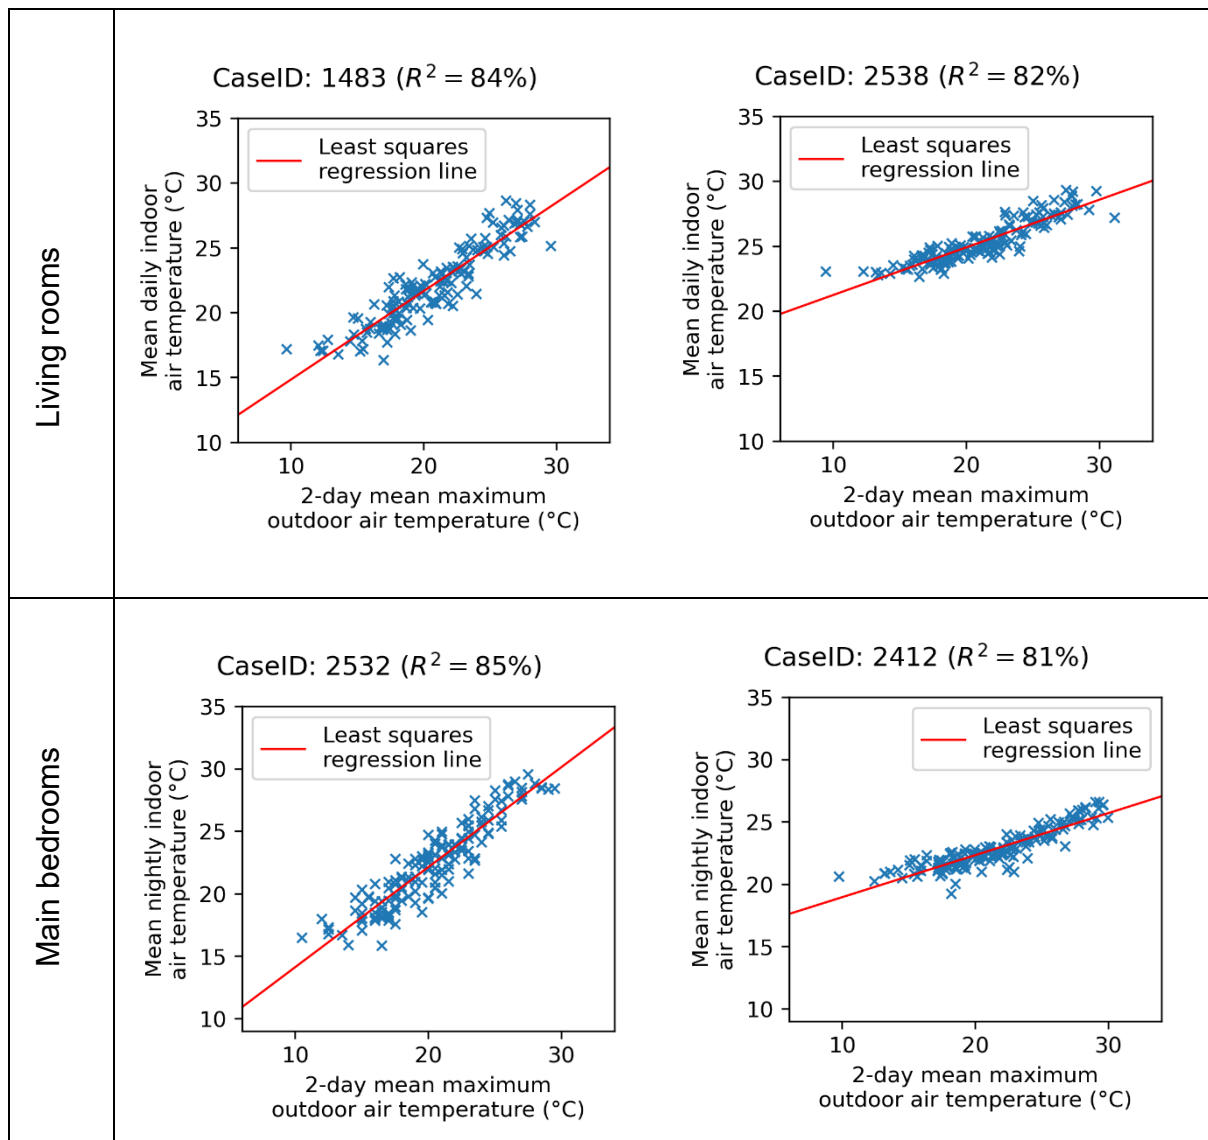 Living rooms
CaseID: 1483 (R² = 84%)
Mean daily indoor
air temperature (°C)
35
30
25
20
15
10
Least squares
regression line
10 20 30
2-day mean maximum
outdoor air temperature (°C)
CaseID: 2538 (R² = 82%)
Mean daily indoor
air temperature (°C)
35
30
25
20
15
10
Least squares
regression line
10 20 30
2-day mean maximum
outdoor air temperature (°C)
Main bedrooms
CaseID: 2532 (R² = 85%)
Mean nightly indoor
air temperature (°C)
35
30
25
20
15
10
Least squares
regression line
10 20 30
2-day mean maximum
outdoor air temperature (°C)
CaseID: 2412 (R² = 81%)
Mean nightly indoor
air temperature (°C)
35
30
25
20
15
10
Least squares
regression line
10 20 30
2-day mean maximum
outdoor air temperature (°C)